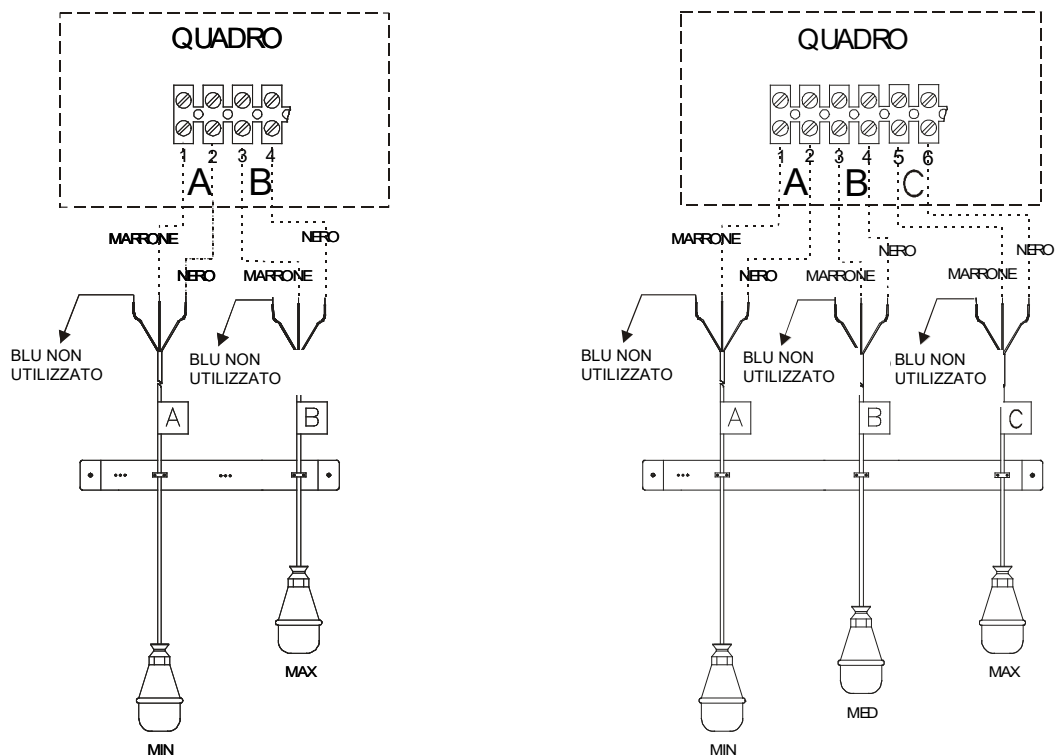 QUADRO
1 2 3 4
A B
MARRONE
NERO
NERO
MARRONE
BLU NON
UTILIZZATO
BLU NON
UTILIZZATO
A
B
MAX
MIN
QUADRO
1 2 3 4 5 6
A B C
MARRONE
NERO
NERO
NERO
MARRONE
MARRONE
BLU NON
UTILIZZATO
BLU NON
UTILIZZATO
BLU NON
UTILIZZATO
A
B
C
MAX
MED
MIN